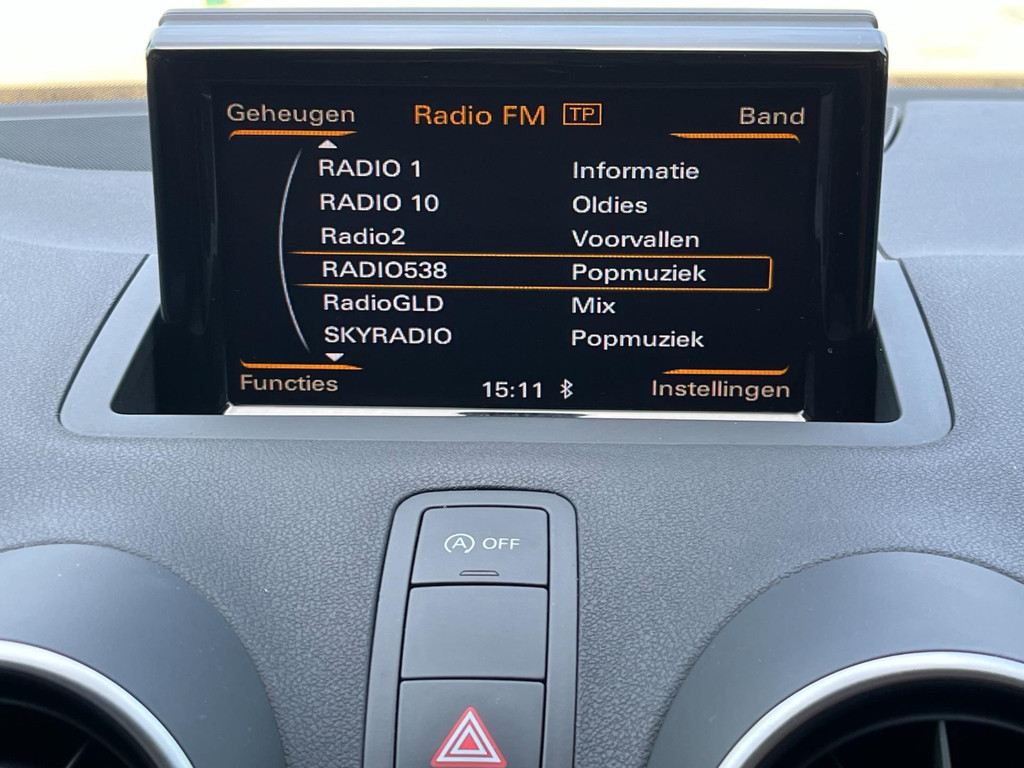 Geheugen Radio FM TP Band
RADIO 1 Informatie
RADIO 10 Oldies
Radio2 Voorvallen
RADIO538 Popmuziek
RadioGLD Mix
SKYRADIO Popmuziek
Functies 15:11 Instellingen
A OFF